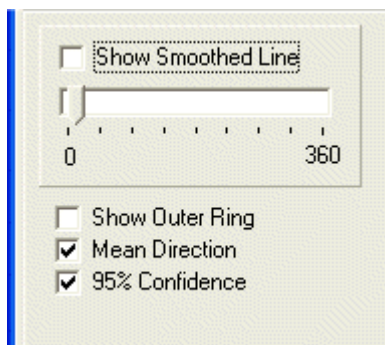 Show Smoothed Line
0 360
Show Outer Ring
Mean Direction
95% Confidence